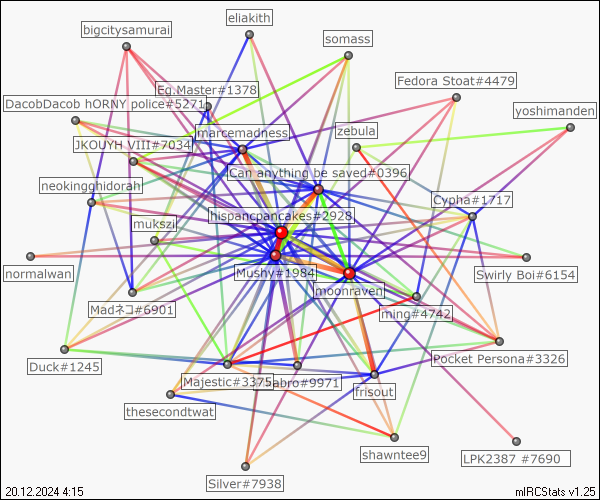 eliakith
bigcitysamurai
somass
Fedora Stoat#4479
Eg.Master#1378
DacobDacob hORNY police#5271
yoshimanden
marcemadness
zebula
JKOUYH VIII#7034
Can anything be saved#0396
neokingghidorah
Cypha#1717
hispancpancakes#2928
mukszil
normalwan
Mushy#1984
Swirly Boi#6154
moonraven
Madネコ#6901
ming#4742
Pocket Persona#3326
Duck#1245
Majestic#3375
abro#9971
frisout
thesecondtwat
shawntee9
LPK2387 #7690
Silver#7938
20.12.2024 4:15
mIRCStats v1.25